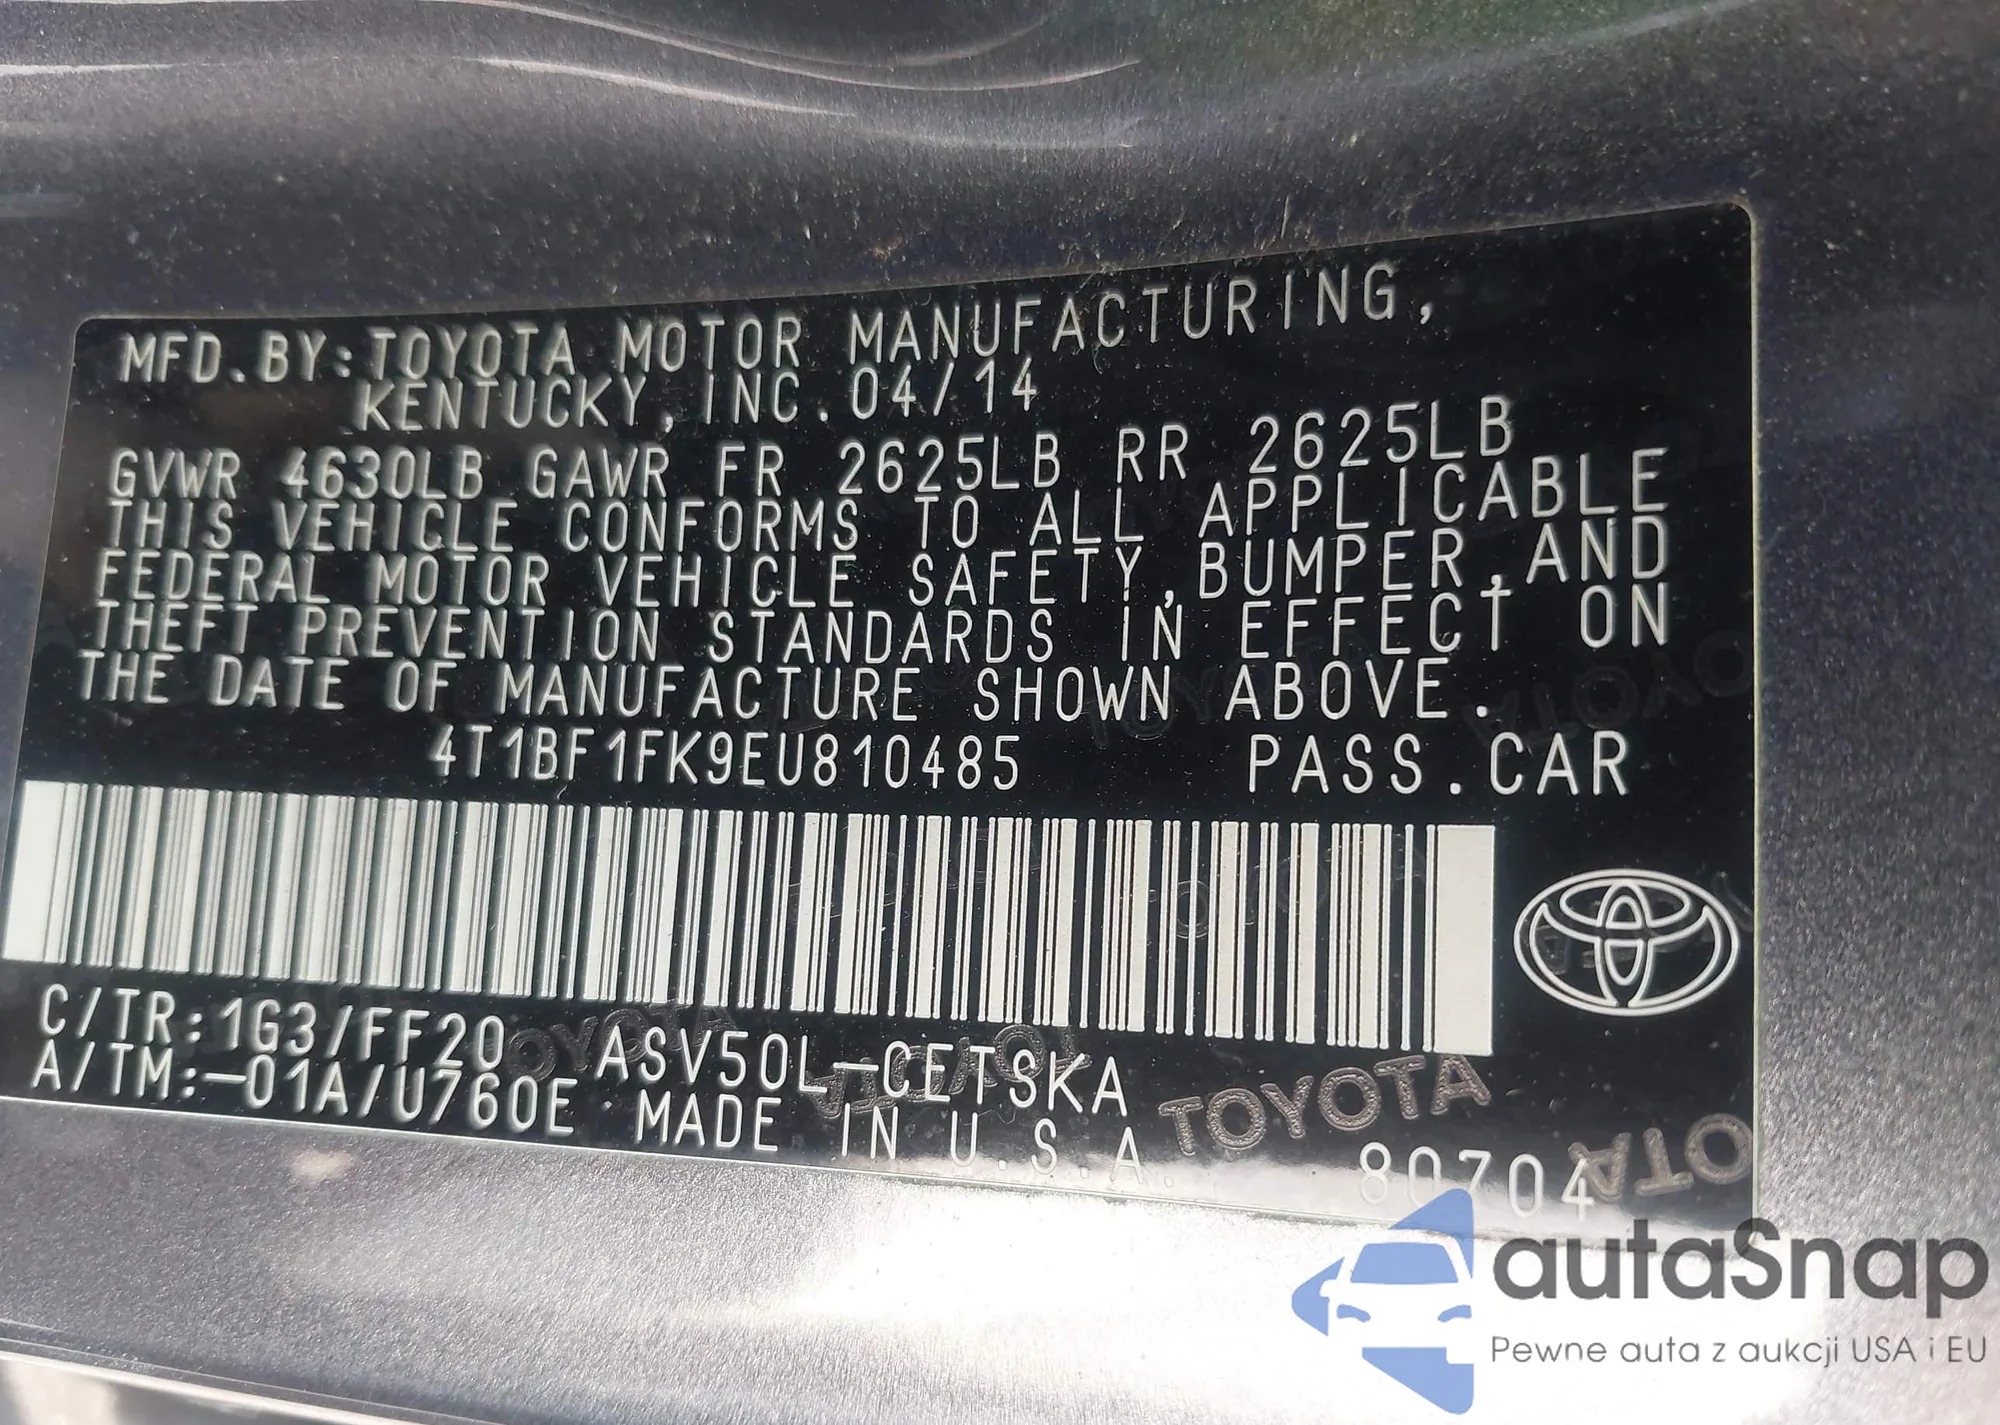 MFD.BY:TOYOTA MOTOR MANUFACTURING,
KENTUCKY, INC. 04/14
GVWR 4630LB GAWR FR 2625LB RR 2625LB
THIS VEHICLE CONFORMS TO ALL APPLICABLE
FEDERAL MOTOR VEHICLE SAFETY,BUMPER,AND
THEFT PREVENTION STANDARDS IN EFFECT ON
THE DATE OF MANUFACTURE SHOWN ABOVE.
4T1BF1FK9EU810485 PASS.CAR
C/TR:1G3/FF20 ASV50L-CETSKA
A/TM:-01A/U760E MADE IN U.S.A.
TOYOTA
80704
autaSnap
Pewne auta z aukcji USA i EU